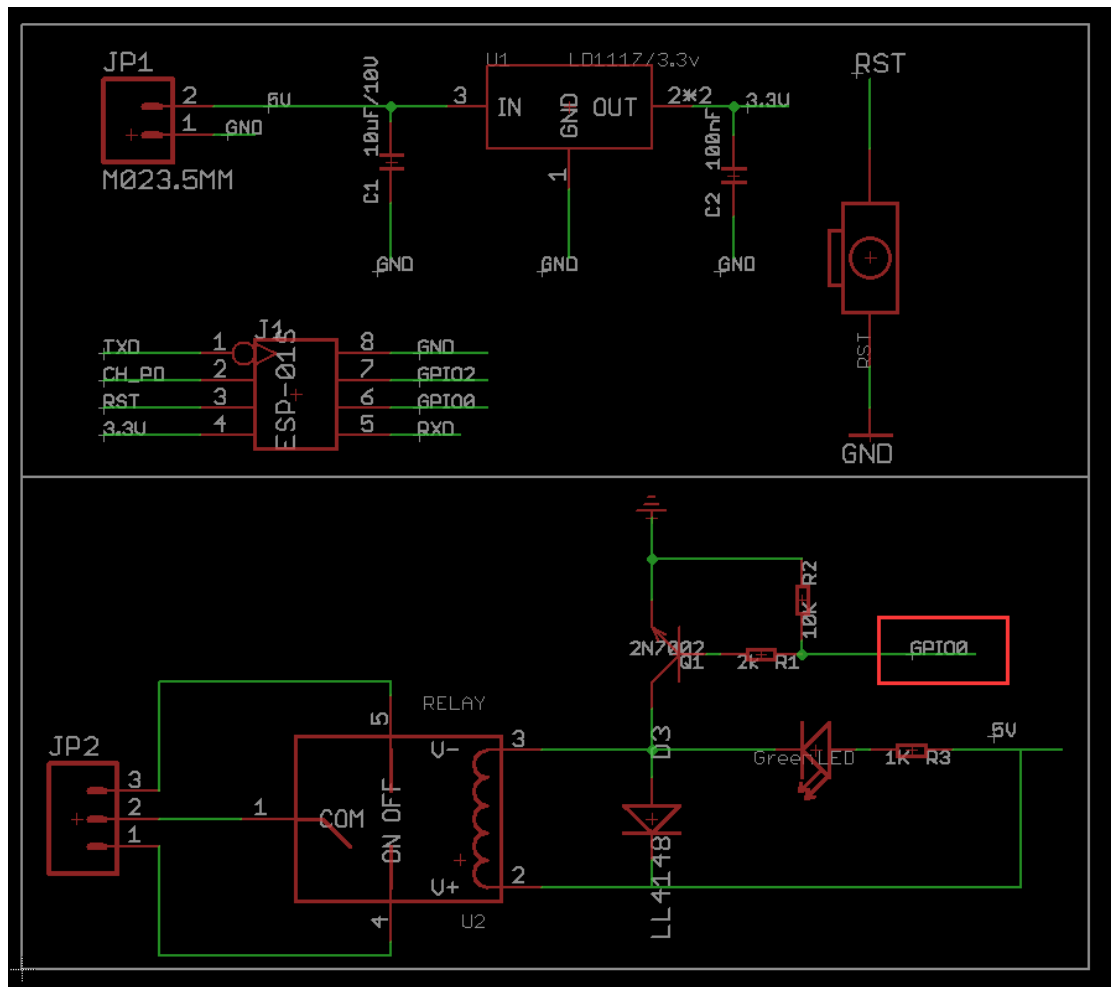 JP1
2
5V
1
GND
M023.5MM
10uF/10V
C1
GND
U1
LD1117/3.3v
3
IN
GND
OUT
2*2
1
GND
3.3V
100nF
C2
GND
RST
RST
GND
J1
ESP-01S
TXD
1
8
GND
CH_PD
2
7
GPIO2
RST
3
6
GPIO0
3.3V
4
5
RXD
R2
10K
2N7002
Q1
2k
R1
GPIO0
RELAY
5
V-
3
D3
GreenLED
1K
R3
5V
JP2
3
2
1
1
COM
OFF
ON
V+
2
LL4148
4
U2